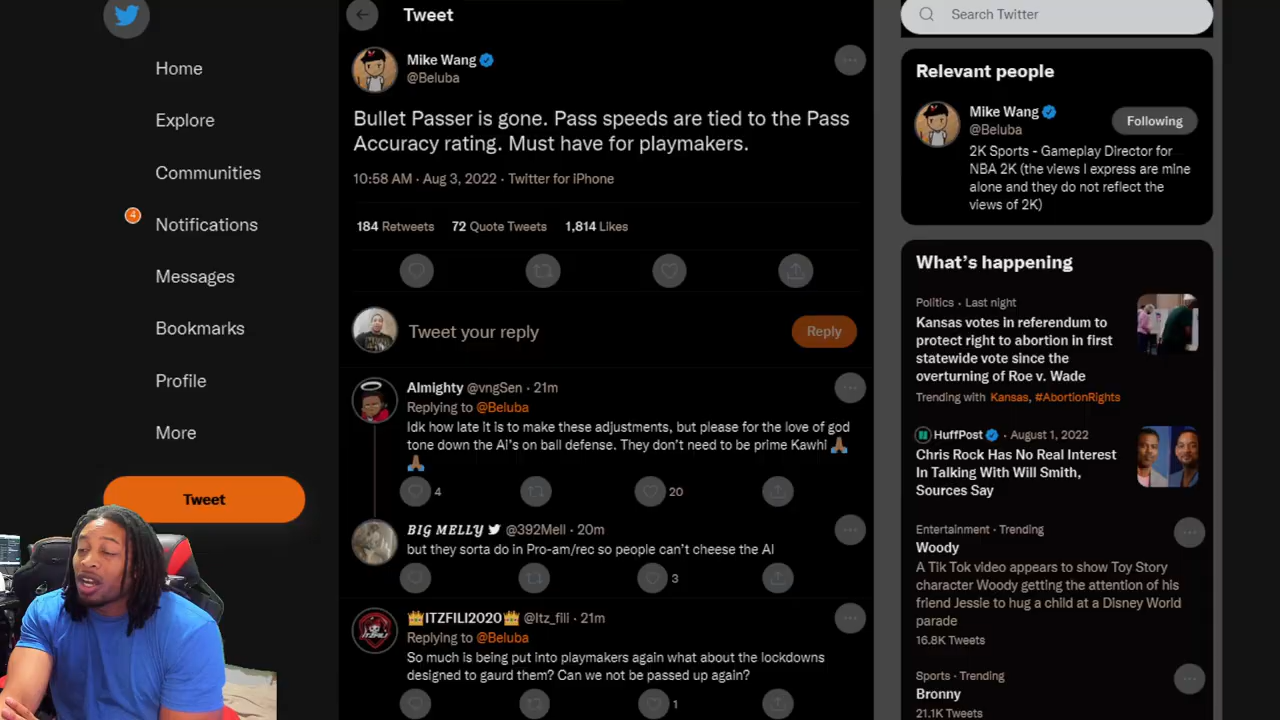 Home
Explore
Communities
4
Notifications
Messages
Bookmarks
Profile
More
Tweet
Tweet
Mike Wang
@Beluba
Bullet Passer is gone. Pass speeds are tied to the Pass
Accuracy rating. Must have for playmakers.
10:58 AM · Aug 3, 2022 · Twitter for iPhone
184 Retweets 72 Quote Tweets 1,814 Likes
Tweet your reply
Reply
Almighty @vngSen · 21m
Replying to @Beluba
Idk how late it is to make these adjustments, but please for the love of god
tone down the AI's on ball defense. They don't need to be prime Kawhi 🙏🏾
🙏🏾
4 20
BIG MELLY @392Mell · 20m
but they sorta do in Pro-am/rec so people can't cheese the AI
3
👑ITZFILI2020👑 @Itz_fili · 21m
Replying to @Beluba
So much is being put into playmakers again what about the lockdowns
designed to gaurd them? Can we not be passed up again?
1
Search Twitter
Relevant people
Mike Wang
@Beluba
Following
2K Sports - Gameplay Director for
NBA 2K (the views I express are mine
alone and they do not reflect the
views of 2K)
What's happening
Politics · Last night
Kansas votes in referendum to
protect right to abortion in first
statewide vote since the
overturning of Roe v. Wade
Trending with Kansas, #AbortionRights
HuffPost · August 1, 2022
Chris Rock Has No Real Interest
In Talking With Will Smith,
Sources Say
Entertainment · Trending
Woody
A Tik Tok video appears to show Toy Story
character Woody getting the attention of his
friend Jessie to hug a child at a Disney World
parade
16.8K Tweets
Sports · Trending
Bronny
21.1K Tweets